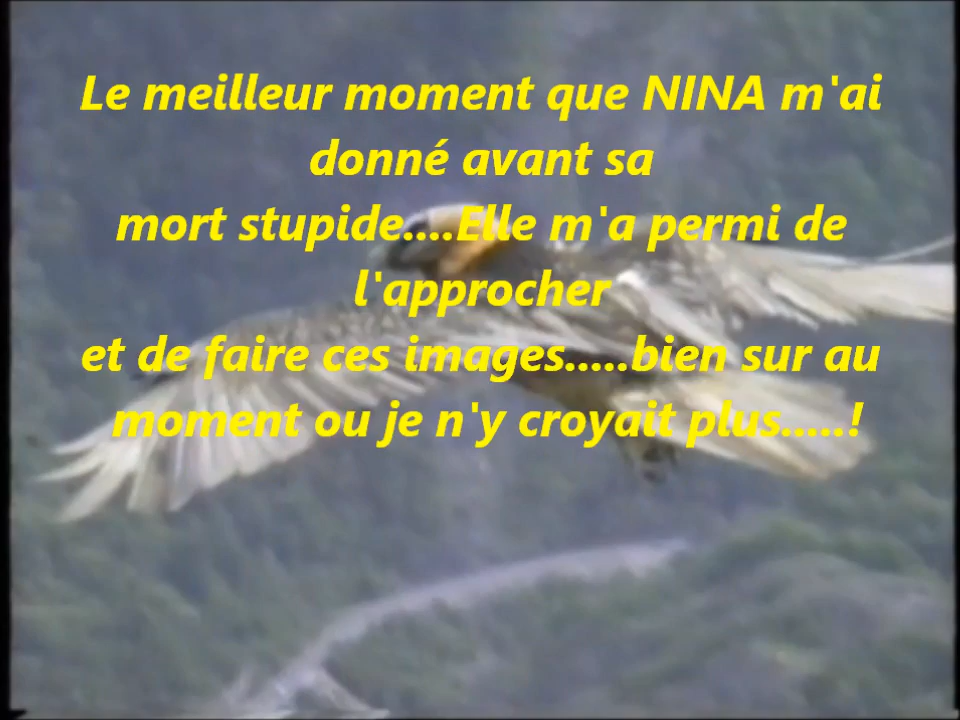 Le meilleur moment que NINA m'ai
donné avant sa
mort stupide....Elle m'a permi de
l'approcher
et de faire ces images.....bien sur au
moment ou je n'y croyait plus.....!